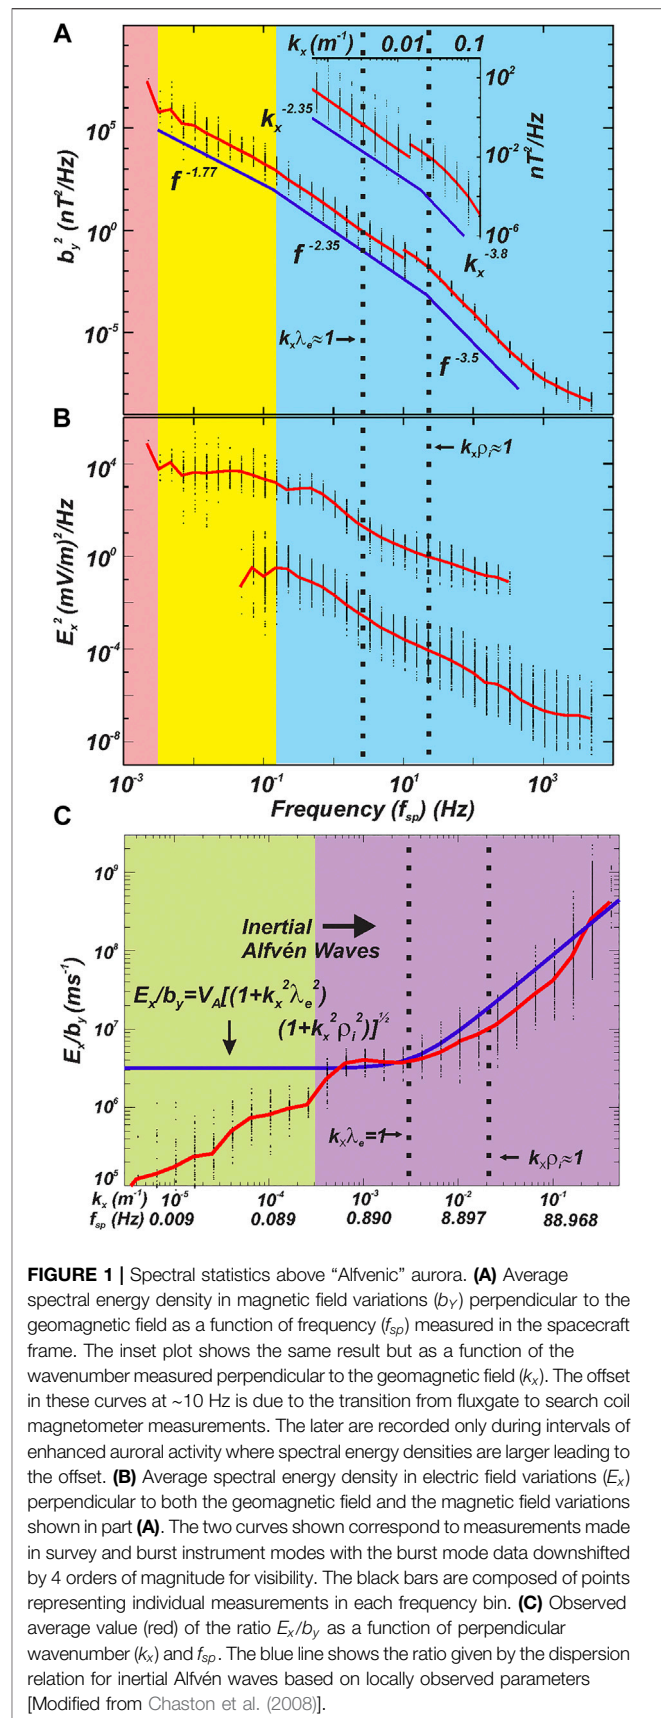 A
k_x (m^-1) 0.01 0.1
10^2
10^5
k_x^-2.35
10^-2
nT^2/Hz
f^-1.77
b_y^2 (nT^2/Hz)
10^0
10^-6
f^-2.35
k_x^-3.8
10^-5
k_xλ_e≈1
f^-3.5
B
10^4
k_xρ_i≈1
E_x^2 (mV/m)^2/Hz
10^0
10^-4
10^-8
10^-3 10^-1 10^1 10^3
Frequency (f_sp) (Hz)
C
10^9
Inertial
Alfvén Waves
10^8
E_x/b_y (ms^-1)
E_x/b_y=V_A[(1+k_x^2λ_e^2)
(1+k_x^2ρ_i^2)]^½
10^7
10^6
k_xλ_e=1
k_xρ_i≈1
10^5
k_x (m^-1) 10^-5 10^-4 10^-3 10^-2 10^-1
f_sp (Hz) 0.009 0.089 0.890 8.897 88.968
FIGURE 1 | Spectral statistics above “Alfvenic” aurora. (A) Average
spectral energy density in magnetic field variations (b_Y) perpendicular to the
geomagnetic field as a function of frequency (f_sp) measured in the spacecraft
frame. The inset plot shows the same result but as a function of the
wavenumber measured perpendicular to the geomagnetic field (k_x). The offset
in these curves at ~10 Hz is due to the transition from fluxgate to search coil
magnetometer measurements. The later are recorded only during intervals of
enhanced auroral activity where spectral energy densities are larger leading to
the offset. (B) Average spectral energy density in electric field variations (E_x)
perpendicular to both the geomagnetic field and the magnetic field variations
shown in part (A). The two curves shown correspond to measurements made
in survey and burst instrument modes with the burst mode data downshifted
by 4 orders of magnitude for visibility. The black bars are composed of points
representing individual measurements in each frequency bin. (C) Observed
average value (red) of the ratio E_x/b_y as a function of perpendicular
wavenumber (k_x) and f_sp. The blue line shows the ratio given by the dispersion
relation for inertial Alfvén waves based on locally observed parameters
[Modified from Chaston et al. (2008)].